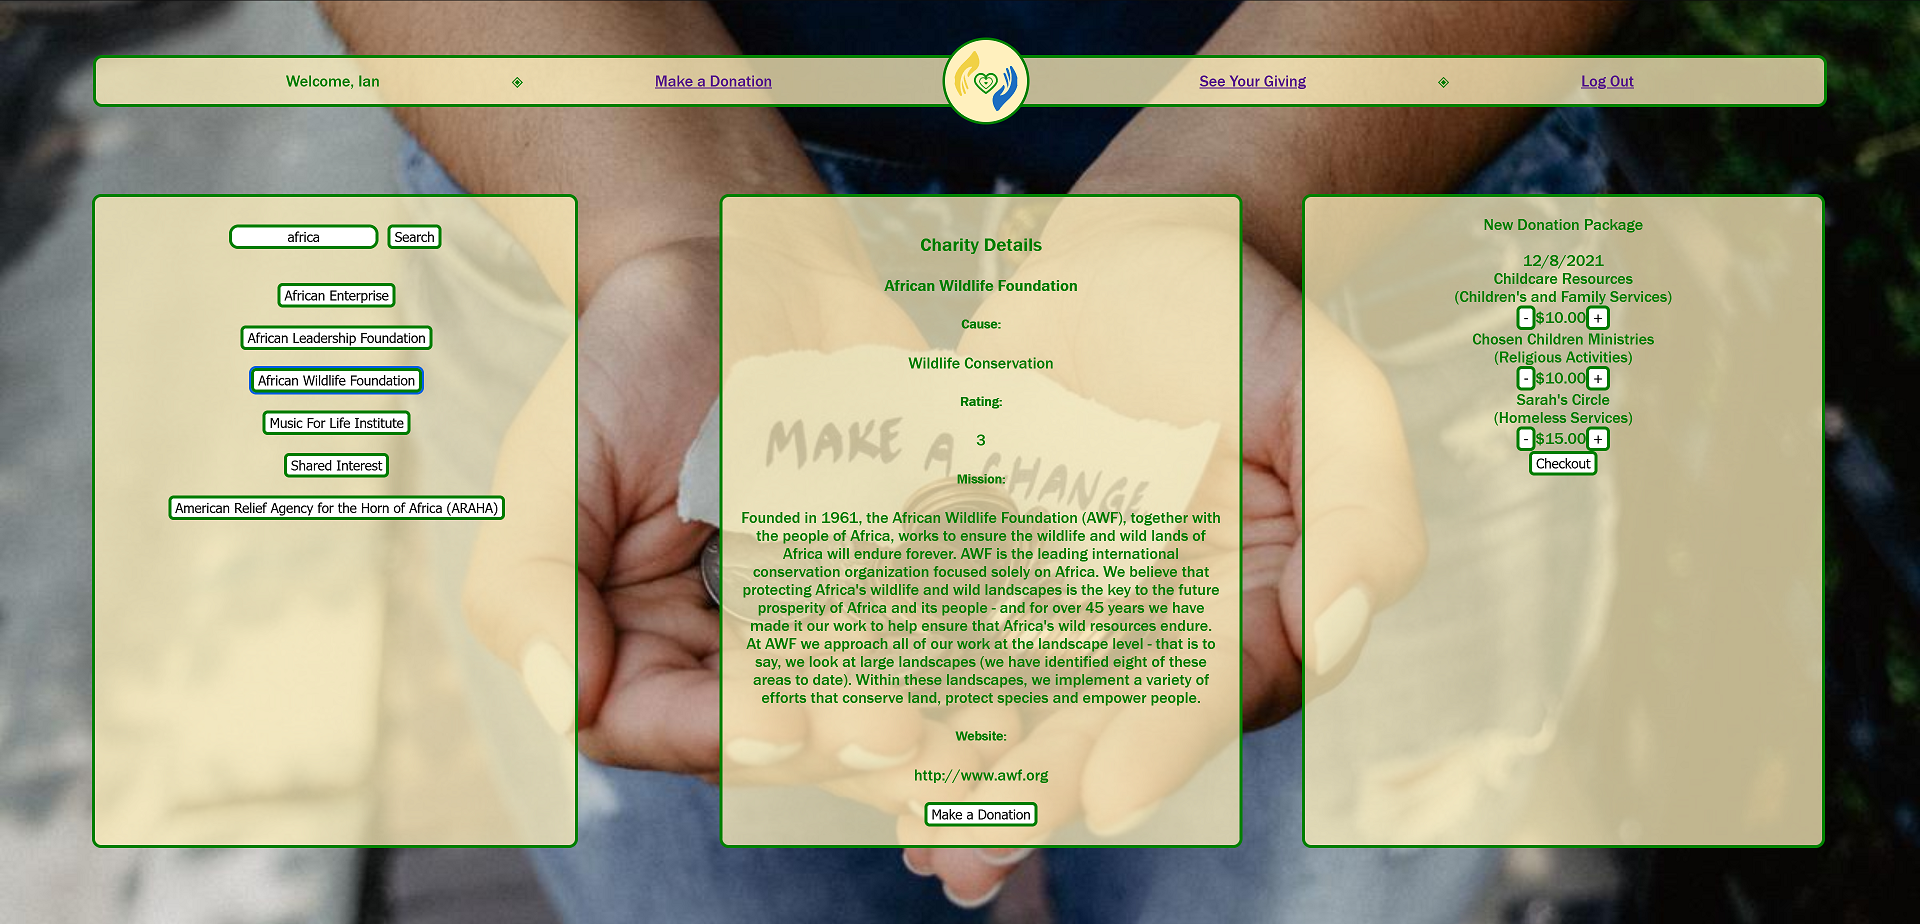 Welcome, Ian
Make a Donation
See Your Giving
Log Out
africa
Search
African Enterprise
African Leadership Foundation
African Wildlife Foundation
Music For Life Institute
Shared Interest
American Relief Agency for the Horn of Africa (ARAHA)
Charity Details
African Wildlife Foundation
Cause:
Wildlife Conservation
Rating:
3
Mission:
Founded in 1961, the African Wildlife Foundation (AWF), together with
the people of Africa, works to ensure the wildlife and wild lands of
Africa will endure forever. AWF is the leading international
conservation organization focused solely on Africa. We believe that
protecting Africa's wildlife and wild landscapes is the key to the future
prosperity of Africa and its people - and for over 45 years we have
made it our work to help ensure that Africa's wild resources endure.
At AWF we approach all of our work at the landscape level - that is to
say, we look at large landscapes (we have identified eight of these
areas to date). Within these landscapes, we implement a variety of
efforts that conserve land, protect species and empower people.
Website:
http://www.awf.org
Make a Donation
MAKE A CHANGE
New Donation Package
12/8/2021
Childcare Resources
(Children's and Family Services)
- $10.00 +
Chosen Children Ministries
(Religious Activities)
- $10.00 +
Sarah's Circle
(Homeless Services)
- $15.00 +
Checkout